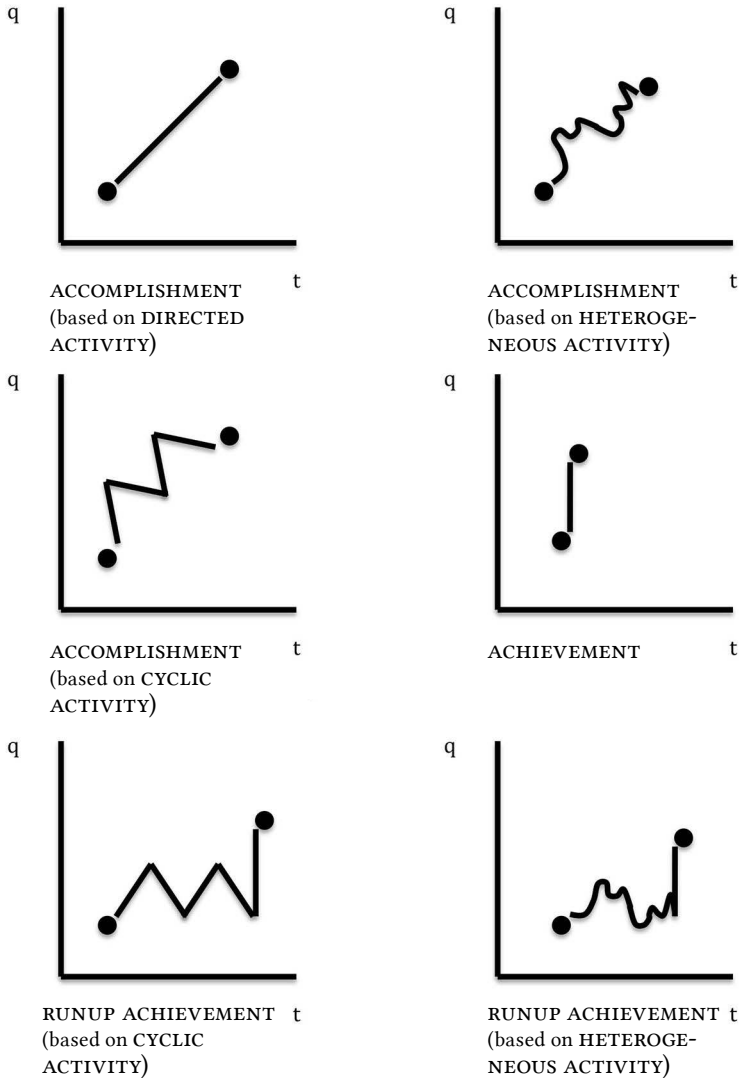 q
q
t
t
ACCOMPLISHMENT
(based on DIRECTED
ACTIVITY)
ACCOMPLISHMENT
(based on HETEROGE-
NEOUS ACTIVITY)
q
q
t
t
ACCOMPLISHMENT
(based on CYCLIC
ACTIVITY)
ACHIEVEMENT
q
q
t
t
RUNUP ACHIEVEMENT
(based on CYCLIC
ACTIVITY)
RUNUP ACHIEVEMENT
(based on HETEROGE-
NEOUS ACTIVITY)